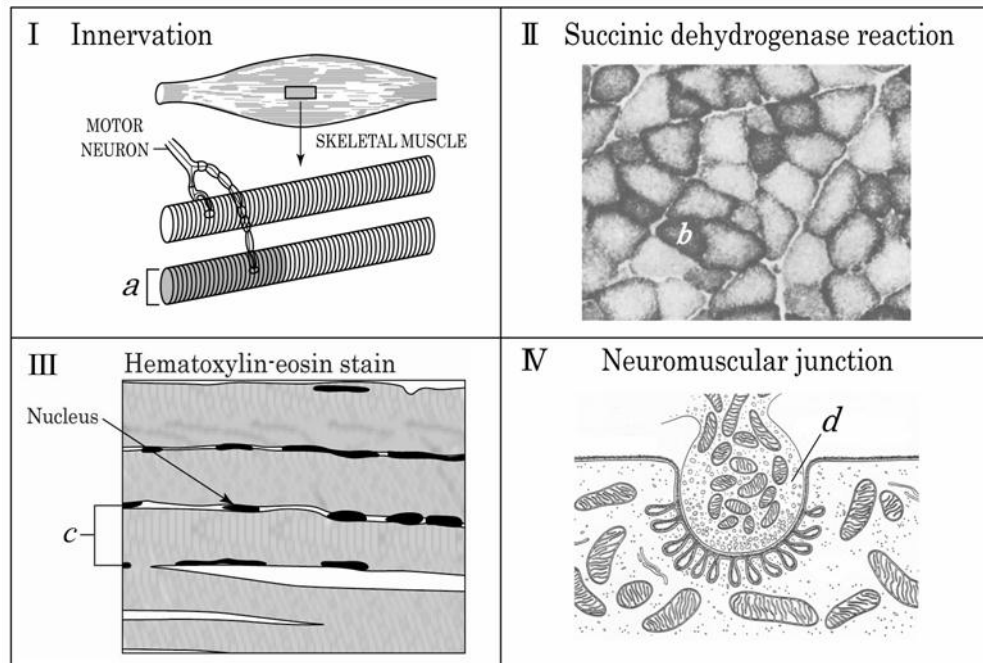 I Innervation
MOTOR
NEURON
SKELETAL MUSCLE
a
II Succinic dehydrogenase reaction
b
III Hematoxylin-eosin stain
Nucleus
c
IV Neuromuscular junction
d